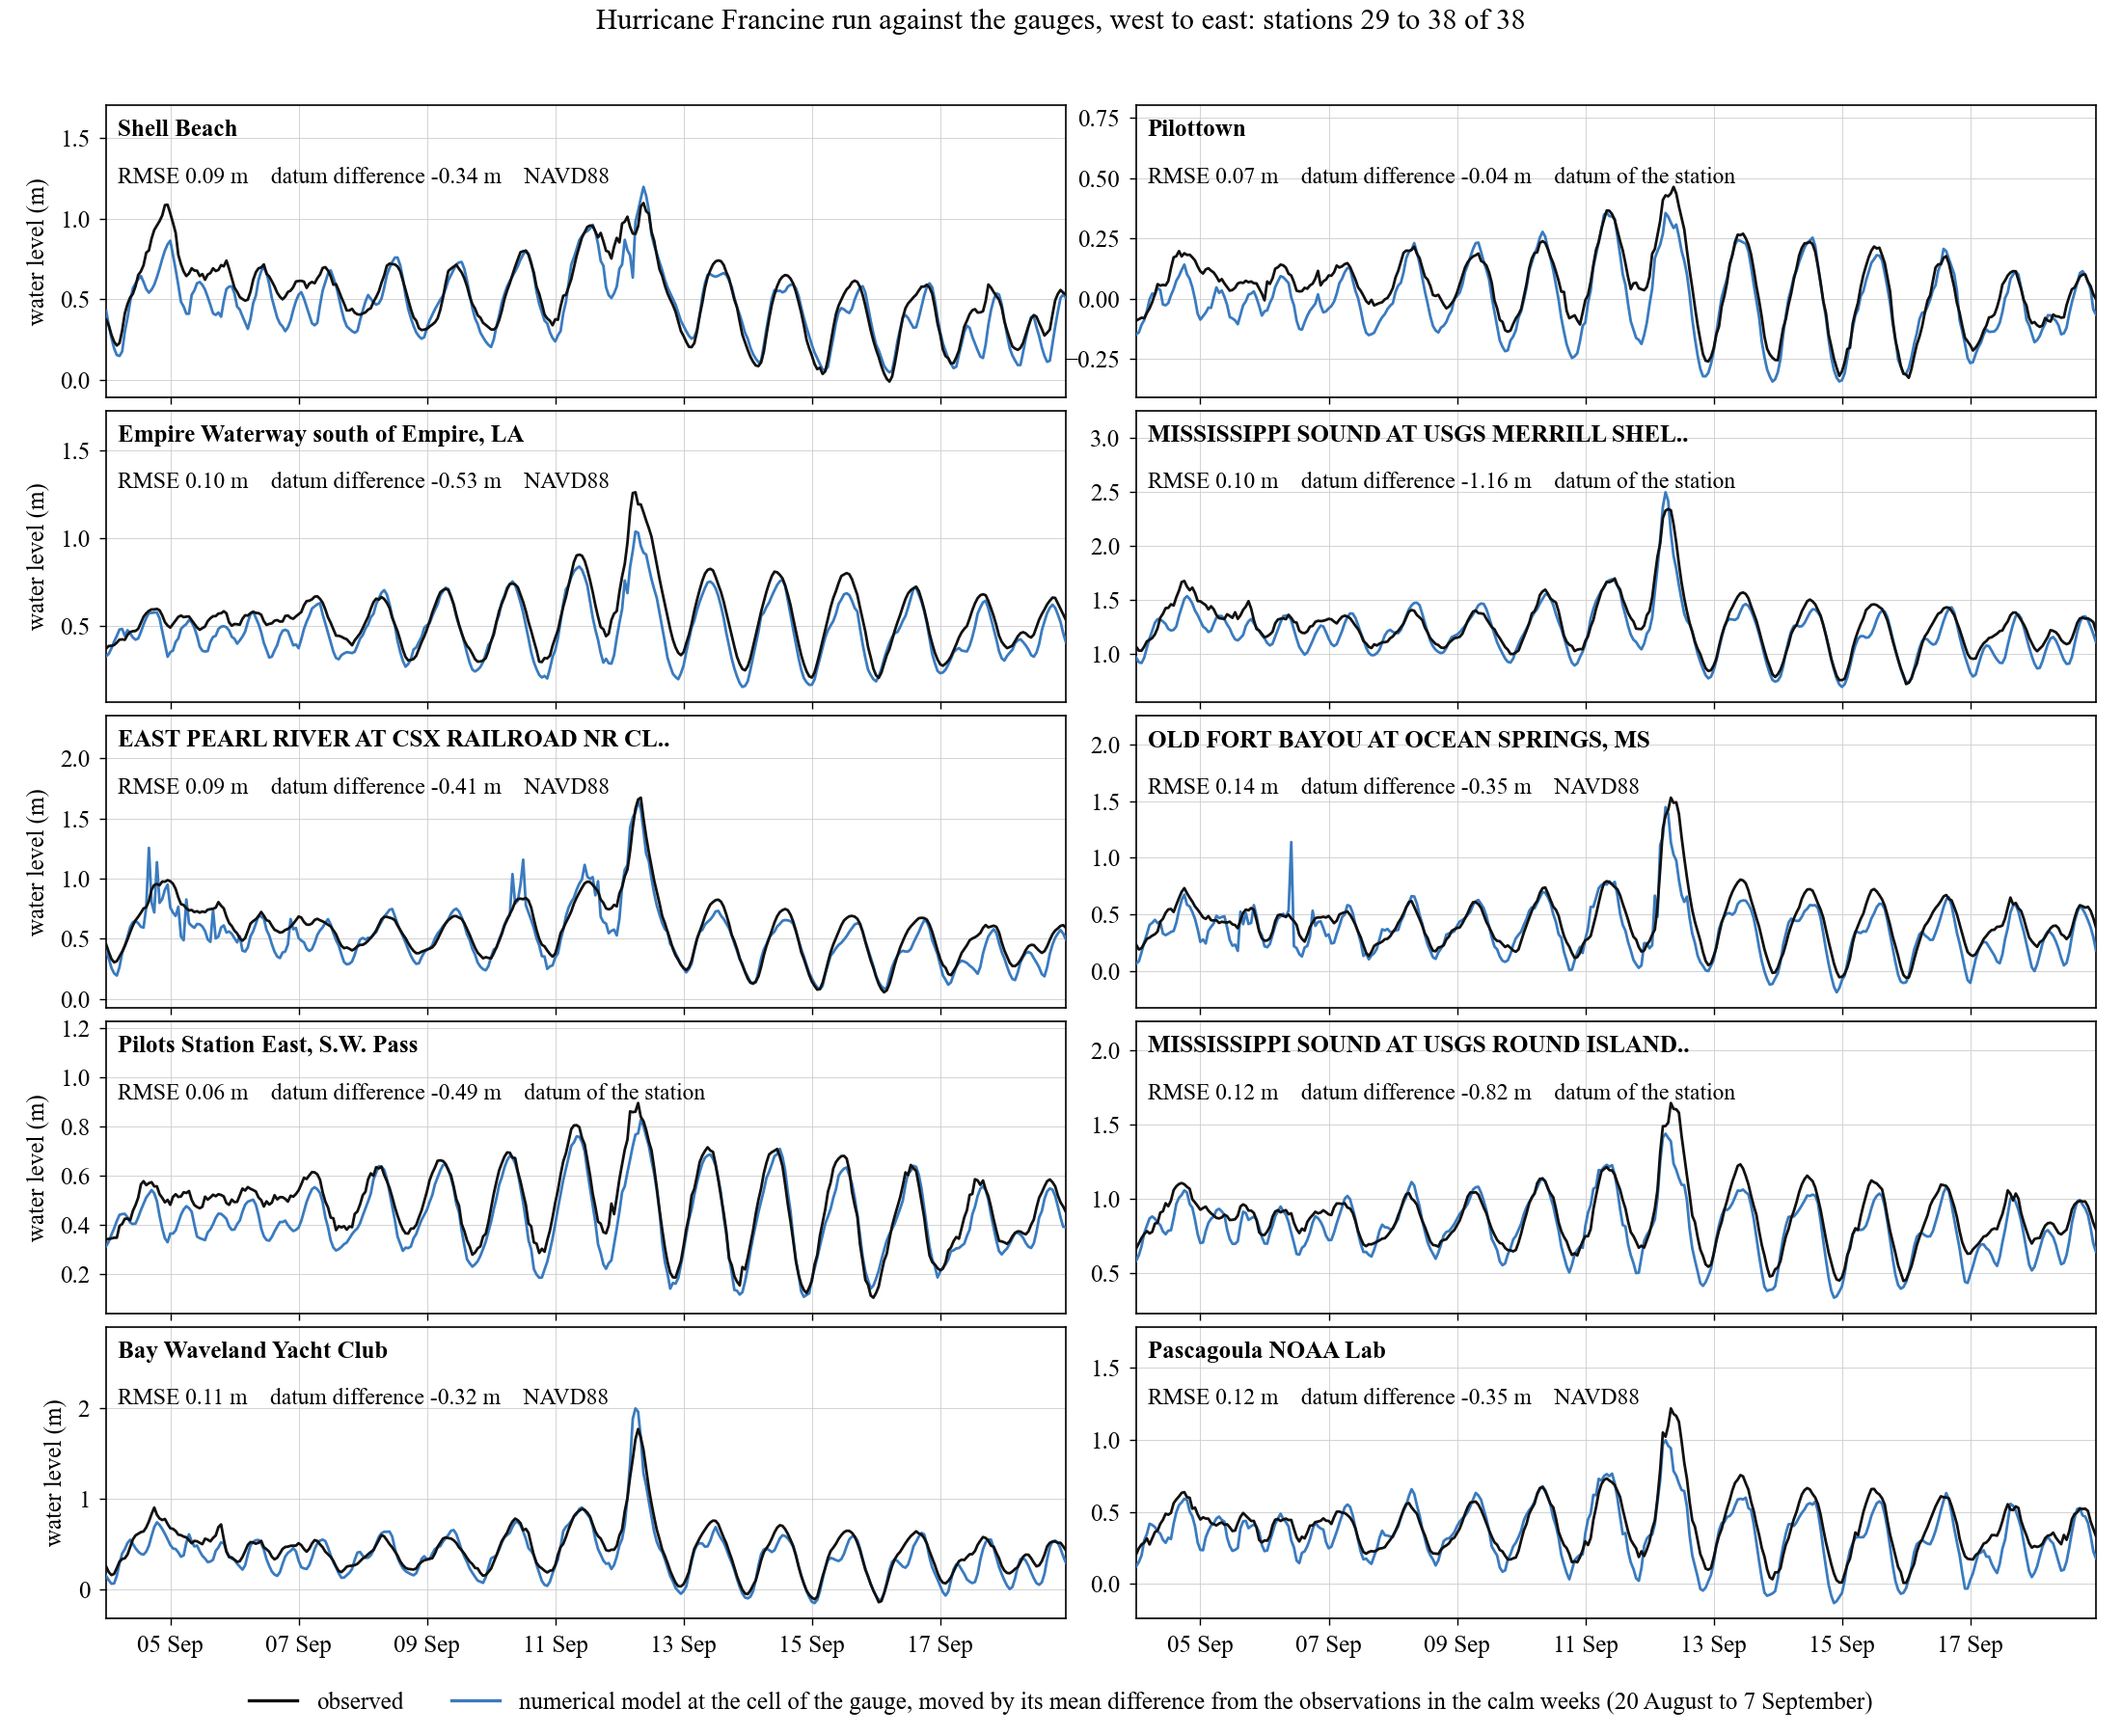 Hurricane Francine run against the gauges, west to east: stations 29 to 38 of 38
Shell Beach
RMSE 0.09 m datum difference -0.34 m NAVD88
water level (m)
1.5
1.0
0.5
0.0
Pilottown
RMSE 0.07 m datum difference -0.04 m datum of the station
0.75
0.50
0.25
0.00
−0.25
Empire Waterway south of Empire, LA
RMSE 0.10 m datum difference -0.53 m NAVD88
water level (m)
1.5
1.0
0.5
MISSISSIPPI SOUND AT USGS MERRILL SHEL..
RMSE 0.10 m datum difference -1.16 m datum of the station
3.0
2.5
2.0
1.5
1.0
EAST PEARL RIVER AT CSX RAILROAD NR CL..
RMSE 0.09 m datum difference -0.41 m NAVD88
water level (m)
2.0
1.5
1.0
0.5
0.0
OLD FORT BAYOU AT OCEAN SPRINGS, MS
RMSE 0.14 m datum difference -0.35 m NAVD88
2.0
1.5
1.0
0.5
0.0
Pilots Station East, S.W. Pass
RMSE 0.06 m datum difference -0.49 m datum of the station
water level (m)
1.2
1.0
0.8
0.6
0.4
0.2
MISSISSIPPI SOUND AT USGS ROUND ISLAND..
RMSE 0.12 m datum difference -0.82 m datum of the station
2.0
1.5
1.0
0.5
Bay Waveland Yacht Club
RMSE 0.11 m datum difference -0.32 m NAVD88
water level (m)
2
1
0
05 Sep 07 Sep 09 Sep 11 Sep 13 Sep 15 Sep 17 Sep
Pascagoula NOAA Lab
RMSE 0.12 m datum difference -0.35 m NAVD88
1.5
1.0
0.5
0.0
05 Sep 07 Sep 09 Sep 11 Sep 13 Sep 15 Sep 17 Sep
observed
numerical model at the cell of the gauge, moved by its mean difference from the observations in the calm weeks (20 August to 7 September)